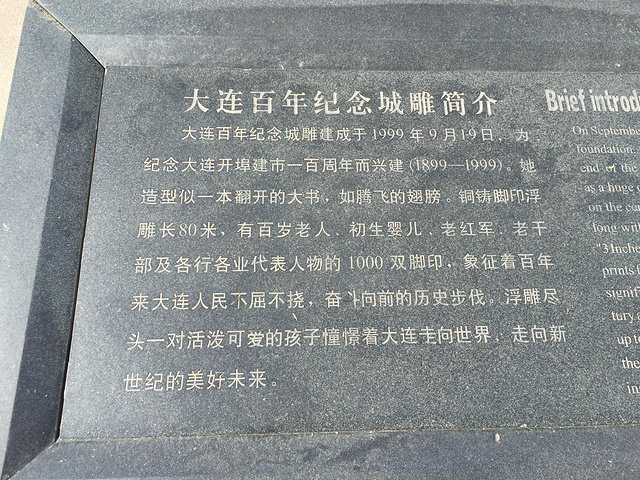 大连百年纪念城雕简介
大连百年纪念城雕建成于1999年9月19日，为
纪念大连开埠建市一百周年而兴建(1899—1999)。她
造型似一本翻开的大书，如腾飞的翅膀。铜铸脚印浮
雕长80米，有百岁老人、初生婴儿、老红军、老干
部及各行各业代表人物的1000双脚印，象征着百年
来大连人民不屈不挠，奋斗向前的历史步伐。浮雕尽
头一对活泼可爱的孩子憧憬着大连走向世界、走向新
世纪的美好未来。
Brief introd
On Septembe
foundation,
end of the
as a huge
on the co
long wit
"31nche
prints
signif
tury a
up to
the
in